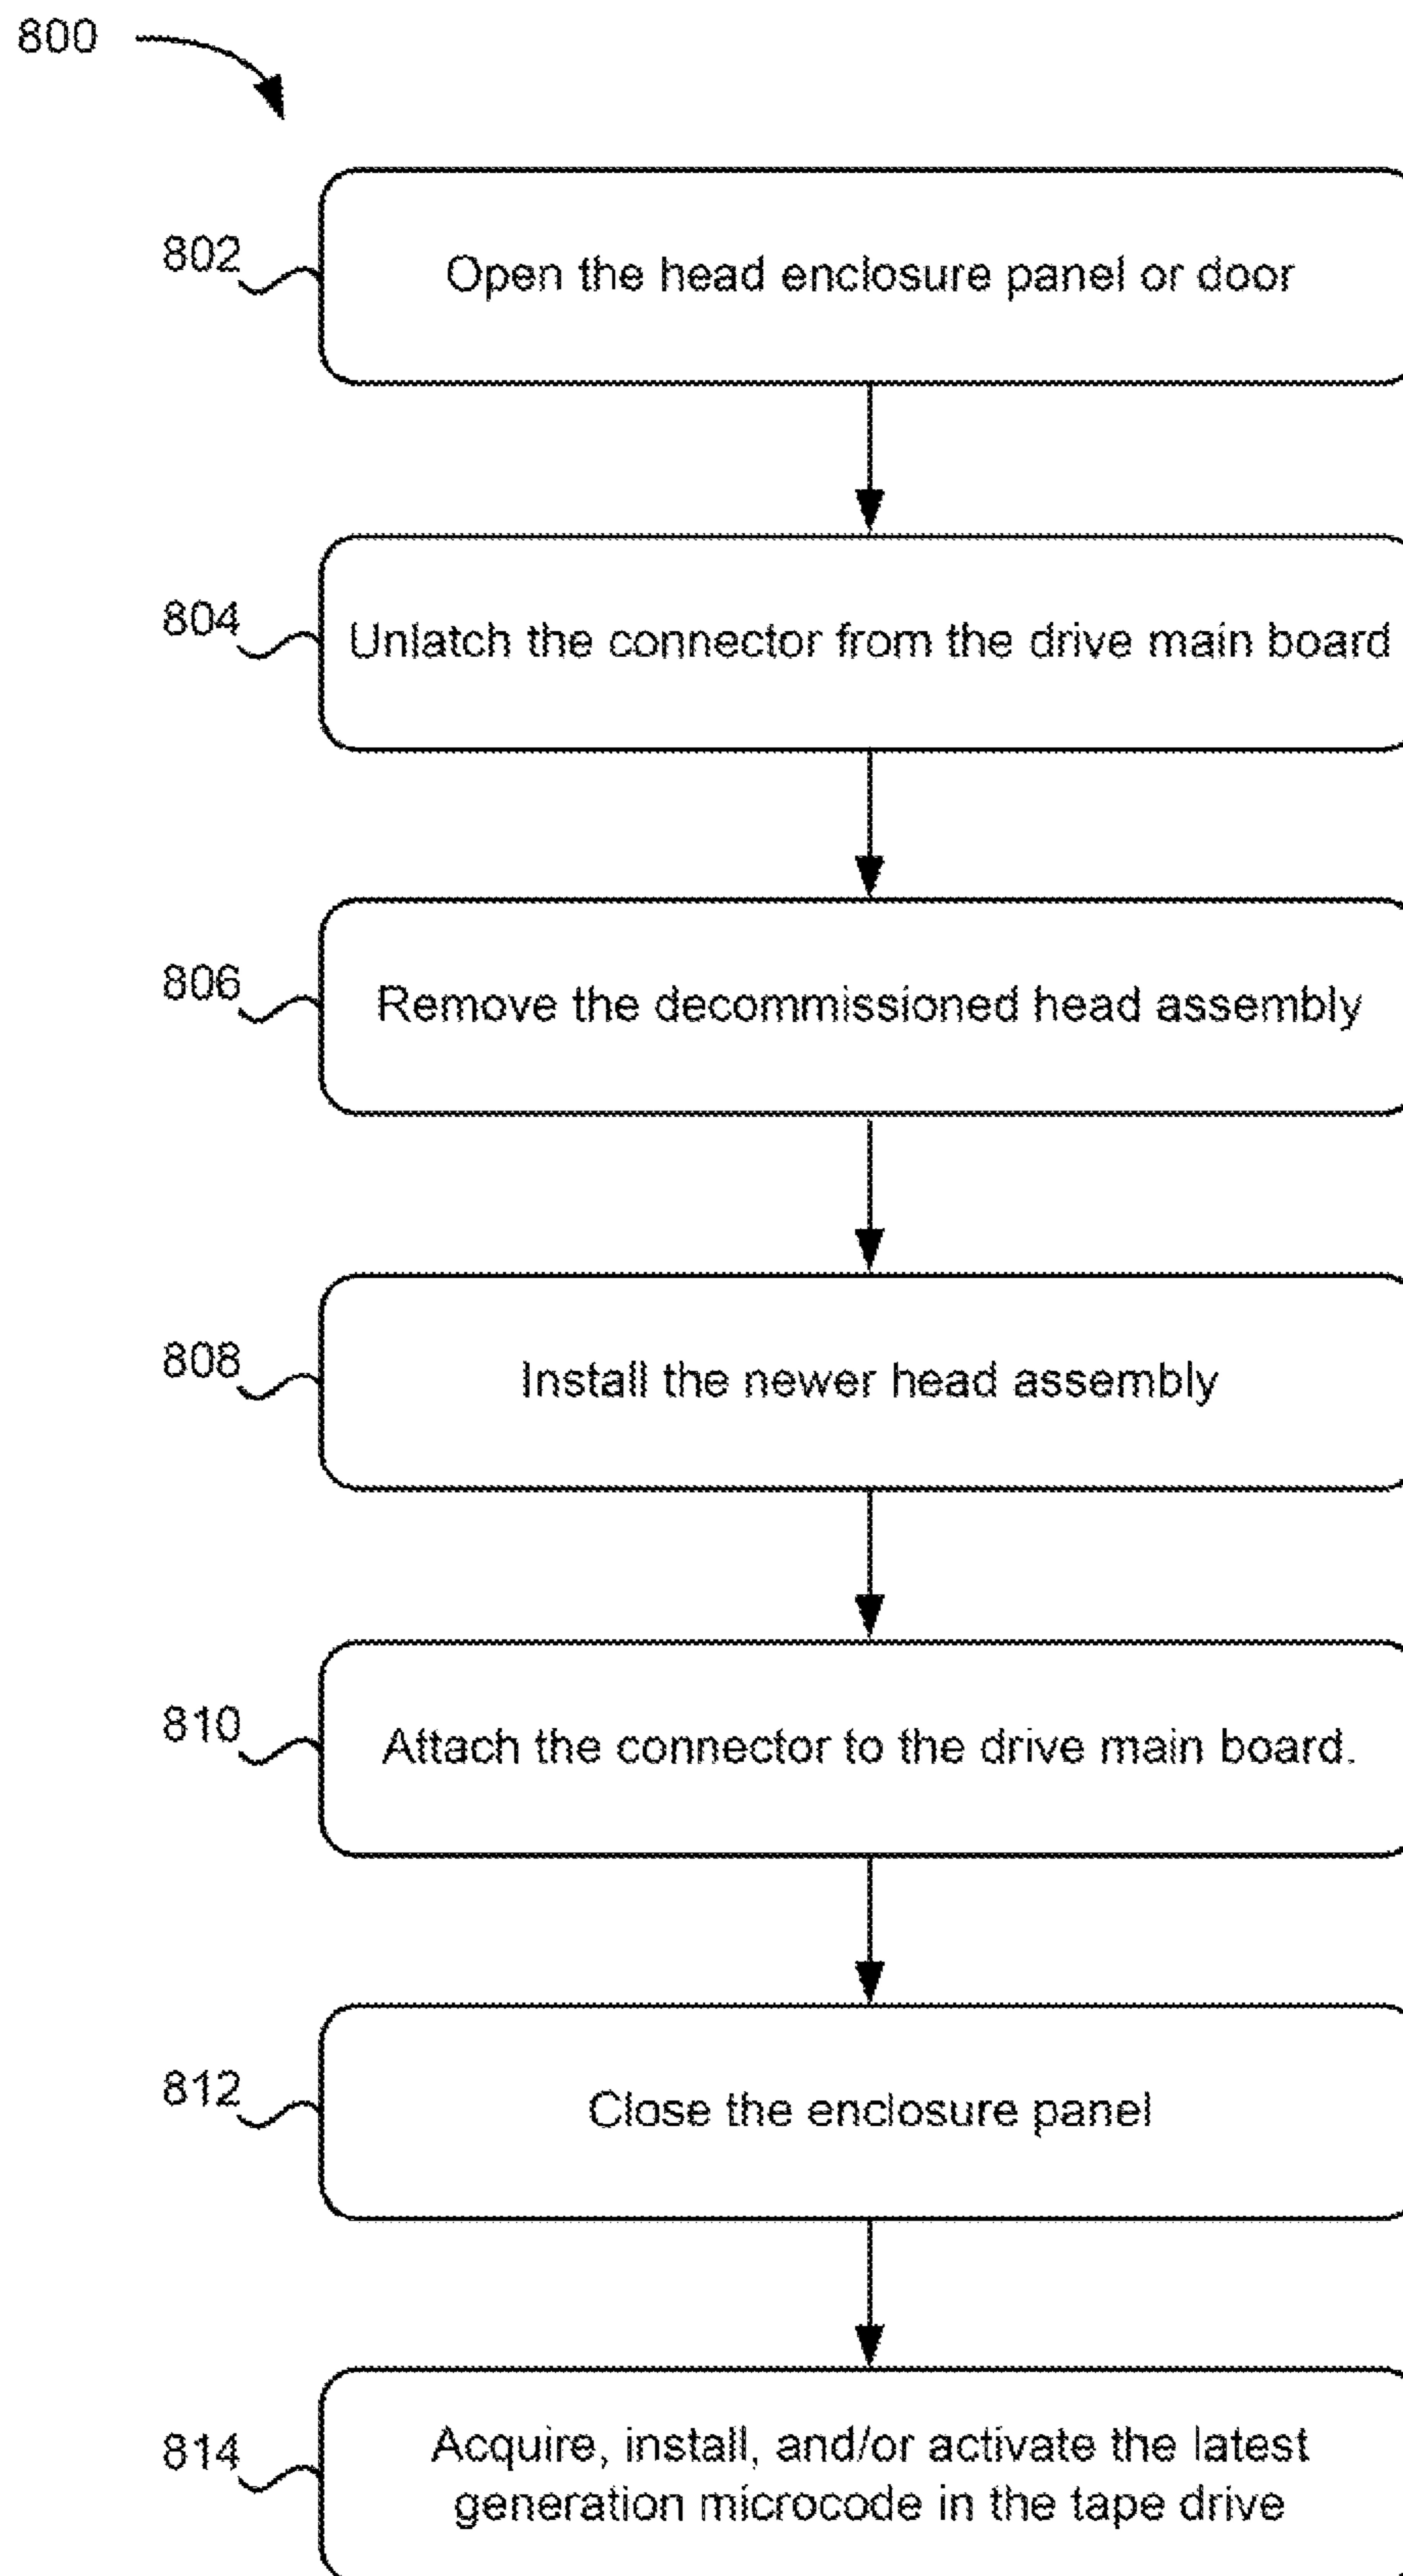 800
802
Open the head enclosure panel or door
804
Unlatch the connector from the drive main board
806
Remove the decommissioned head assembly
808
Install the newer head assembly
810
Attach the connector to the drive main board.
812
Close the enclosure panel
814
Acquire, install, and/or activate the latest
generation microcode in the tape drive